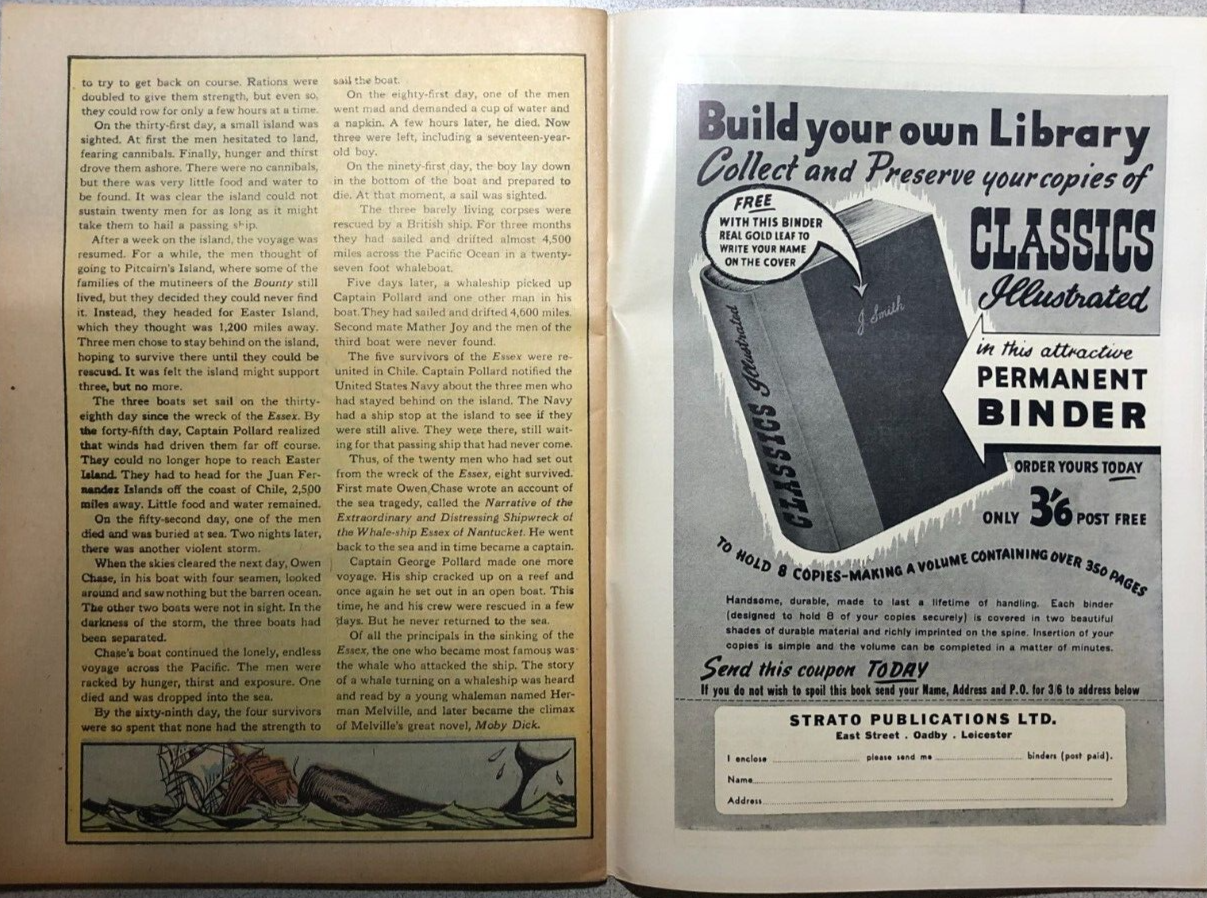 to try to get back on course. Rations were
doubled to give them strength, but even so,
they could row for only a few hours at a time.
On the thirty-first day, a small island was
sighted. At first the men hesitated to land,
fearing cannibals. Finally, hunger and thirst
drove them ashore. There were no cannibals,
but there was very little food and water to
be found. It was clear the island could not
sustain twenty men for as long as it might
take them to hail a passing ship.
After a week on the island, the voyage was
resumed. For a while, the men thought of
going to Pitcairn's Island, where some of the
families of the mutineers of the Bounty still
lived, but they decided they could never find
it. Instead, they headed for Easter Island,
which they thought was 1,200 miles away.
Three men chose to stay behind on the island,
hoping to survive there until they could be
rescued. It was felt the island might support
three, but no more.
The three boats set sail on the thirty-
eighth day since the wreck of the Essex. By
the forty-fifth day, Captain Pollard realized
that winds had driven them far off course.
They could no longer hope to reach Easter
Island. They had to head for the Juan Fer-
nandez Islands off the coast of Chile, 2,500
miles away. Little food and water remained.
On the fifty-second day, one of the men
died and was buried at sea. Two nights later,
there was another violent storm.
When the skies cleared the next day, Owen
Chase, in his boat with four seamen, looked
around and saw nothing but the barren ocean.
The other two boats were not in sight. In the
darkness of the storm, the three boats had
been separated.
Chase's boat continued the lonely, endless
voyage across the Pacific. The men were
racked by hunger, thirst and exposure. One
died and was dropped into the sea.
By the sixty-ninth day, the four survivors
were so spent that none had the strength to
sail the boat.
On the eighty-first day, one of the men
went mad and demanded a cup of water and
a napkin. A few hours later, he died. Now
three were left, including a seventeen-year-
old boy.
On the ninety-first day, the boy lay down
in the bottom of the boat and prepared to
die. At that moment, a sail was sighted.
The three barely living corpses were
rescued by a British ship. For three months
they had sailed and drifted almost 4,500
miles across the Pacific Ocean in a twenty-
seven foot whaleboat.
Five days later, a whaleship picked up
Captain Pollard and one other man in his
boat. They had sailed and drifted 4,600 miles.
Second mate Mather Joy and the men of the
third boat were never found.
The five survivors of the Essex were re-
united in Chile. Captain Pollard notified the
United States Navy about the three men who
had stayed behind on the island. The Navy
had a ship stop at the island to see if they
were still alive. They were there, still wait-
ing for that passing ship that had never come.
Thus, of the twenty men who had set out
from the wreck of the Essex, eight survived.
First mate Owen Chase wrote an account of
the sea tragedy, called the Narrative of the
Extraordinary and Distressing Shipwreck of
the Whale-ship Essex of Nantucket. He went
back to the sea and in time became a captain.
Captain George Pollard made one more
voyage. His ship cracked up on a reef and
once again he set out in an open boat. This
time, he and his crew were rescued in a few
days. But he never returned to the sea.
Of all the principals in the sinking of the
Essex, the one who became most famous was
the whale who attacked the ship. The story
of a whale turning on a whaleship was heard
and read by a young whaleman named Her-
man Melville, and later became the climax
of Melville's great novel, Moby Dick.
Build your own Library
Collect and Preserve your copies of
CLASSICS
Illustrated
FREE
WITH THIS BINDER
REAL GOLD LEAF TO
WRITE YOUR NAME
ON THE COVER
J. Smith
CLASSICS Illustrated
in this attractive
PERMANENT
BINDER
ORDER YOURS TODAY
ONLY 3'6 POST FREE
TO HOLD 8 COPIES-MAKING A VOLUME CONTAINING OVER 350 PAGES
Handsome, durable, made to last a lifetime of handling. Each binder
(designed to hold 8 of your copies securely) is covered in two beautiful
shades of durable material and richly imprinted on the spine. Insertion of your
copies is simple and the volume can be completed in a matter of minutes.
Send this coupon TODAY
If you do not wish to spoil this book send your Name, Address and P.O. for 3/6 to address below
STRATO PUBLICATIONS LTD.
East Street . Oadby . Leicester
I enclose please send me binders (post paid).
Name
Address